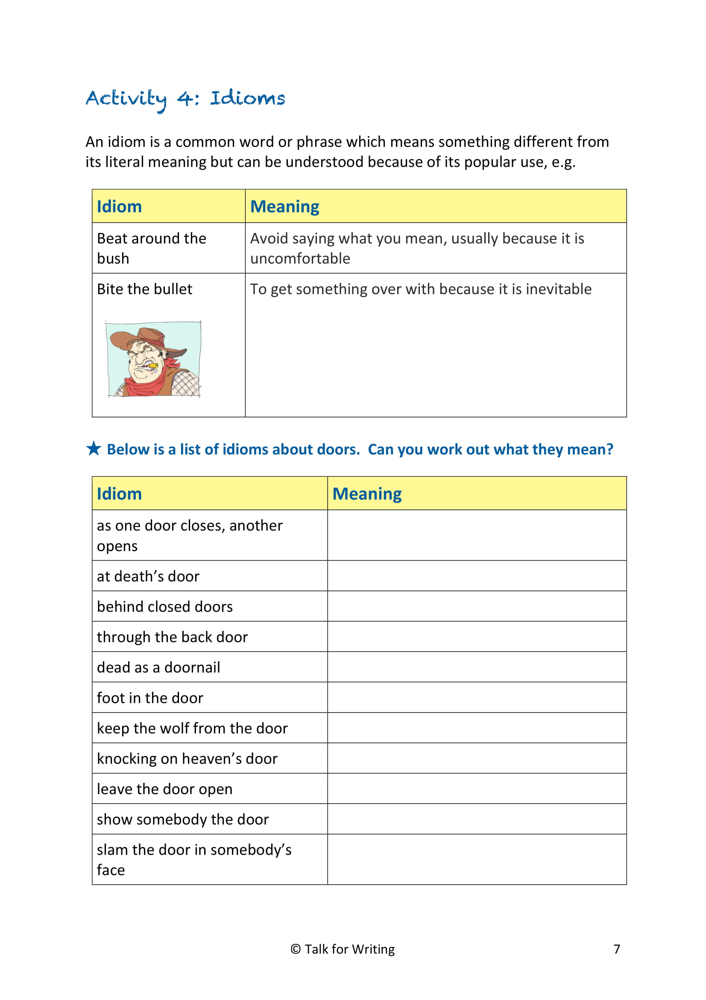 Activity 4: Idioms
An idiom is a common word or phrase which means something different from
its literal meaning but can be understood because of its popular use, e.g.
Idiom
Meaning
Beat around the
bush
Avoid saying what you mean, usually because it is
uncomfortable
Bite the bullet
To get something over with because it is inevitable
★ Below is a list of idioms about doors.  Can you work out what they mean?
Idiom
Meaning
as one door closes, another
opens
at death’s door
behind closed doors
through the back door
dead as a doornail
foot in the door
keep the wolf from the door
knocking on heaven’s door
leave the door open
show somebody the door
slam the door in somebody’s
face
© Talk for Writing
7